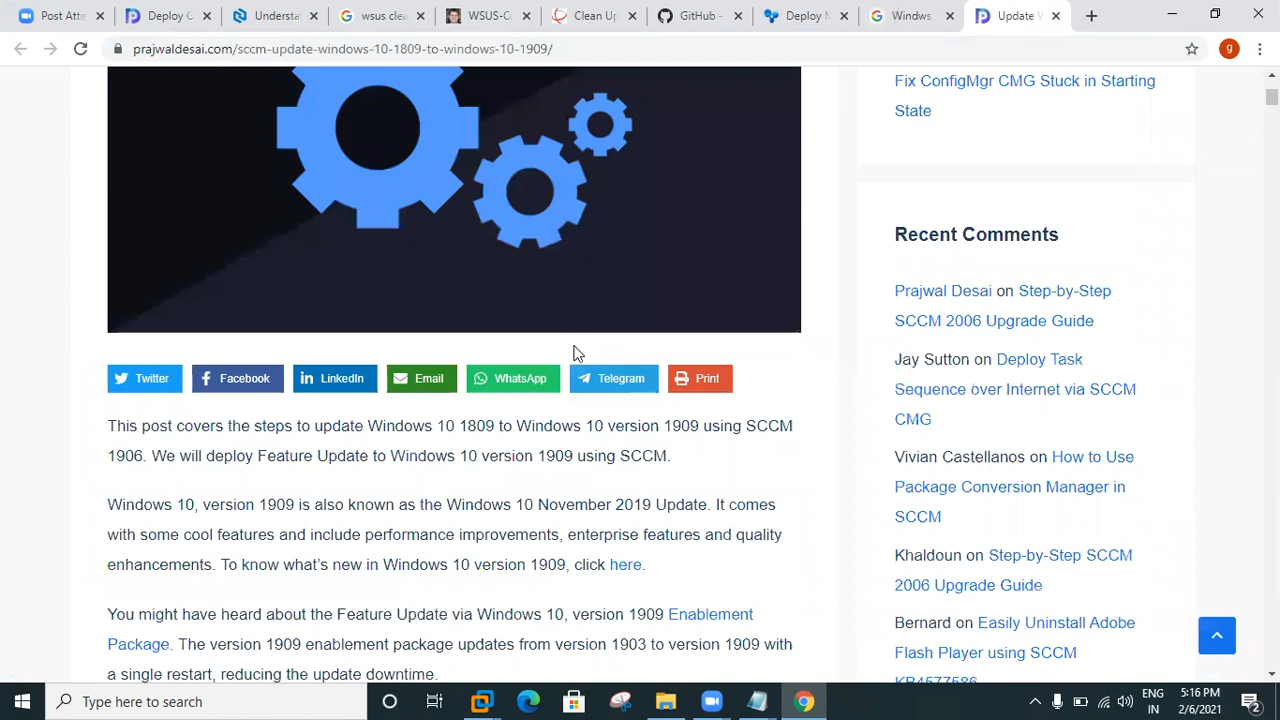 Post Atte
Deploy S
Understa
wsus clea
WSUS-C
Clean Up
GitHub -
Deploy M
Windws
Update W
prajwaldesai.com/sccm-update-windows-10-1809-to-windows-10-1909/
g
Fix ConfigMgr CMG Stuck in Starting
State
Recent Comments
Prajwal Desai on Step-by-Step
SCCM 2006 Upgrade Guide
Jay Sutton on Deploy Task
Sequence over Internet via SCCM
CMG
Vivian Castellanos on How to Use
Package Conversion Manager in
SCCM
Khaldoun on Step-by-Step SCCM
2006 Upgrade Guide
Bernard on Easily Uninstall Adobe
Flash Player using SCCM
KB4577586
Twitter
Facebook
LinkedIn
Email
WhatsApp
Telegram
Print
This post covers the steps to update Windows 10 1809 to Windows 10 version 1909 using SCCM
1906. We will deploy Feature Update to Windows 10 version 1909 using SCCM.
Windows 10, version 1909 is also known as the Windows 10 November 2019 Update. It comes
with some cool features and include performance improvements, enterprise features and quality
enhancements. To know what's new in Windows 10 version 1909, click here.
You might have heard about the Feature Update via Windows 10, version 1909 Enablement
Package. The version 1909 enablement package updates from version 1903 to version 1909 with
a single restart, reducing the update downtime.
Type here to search
ENG
IN
5:16 PM
2/6/2021
2